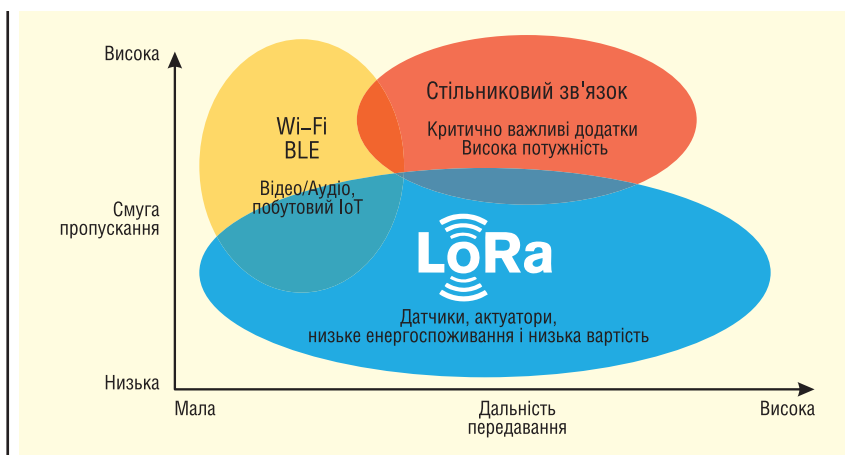 Висока
Стільниковий зв'язок
Wi–Fi
BLE
Критично важливі додатки
Висока потужність
Відео/Аудіо,
побутовий IoT
Смуга
пропускання
LoRa
Датчики, актуатори,
низьке енергоспоживання і низька вартість
Низька
Мала
Дальність
передавання
Висока